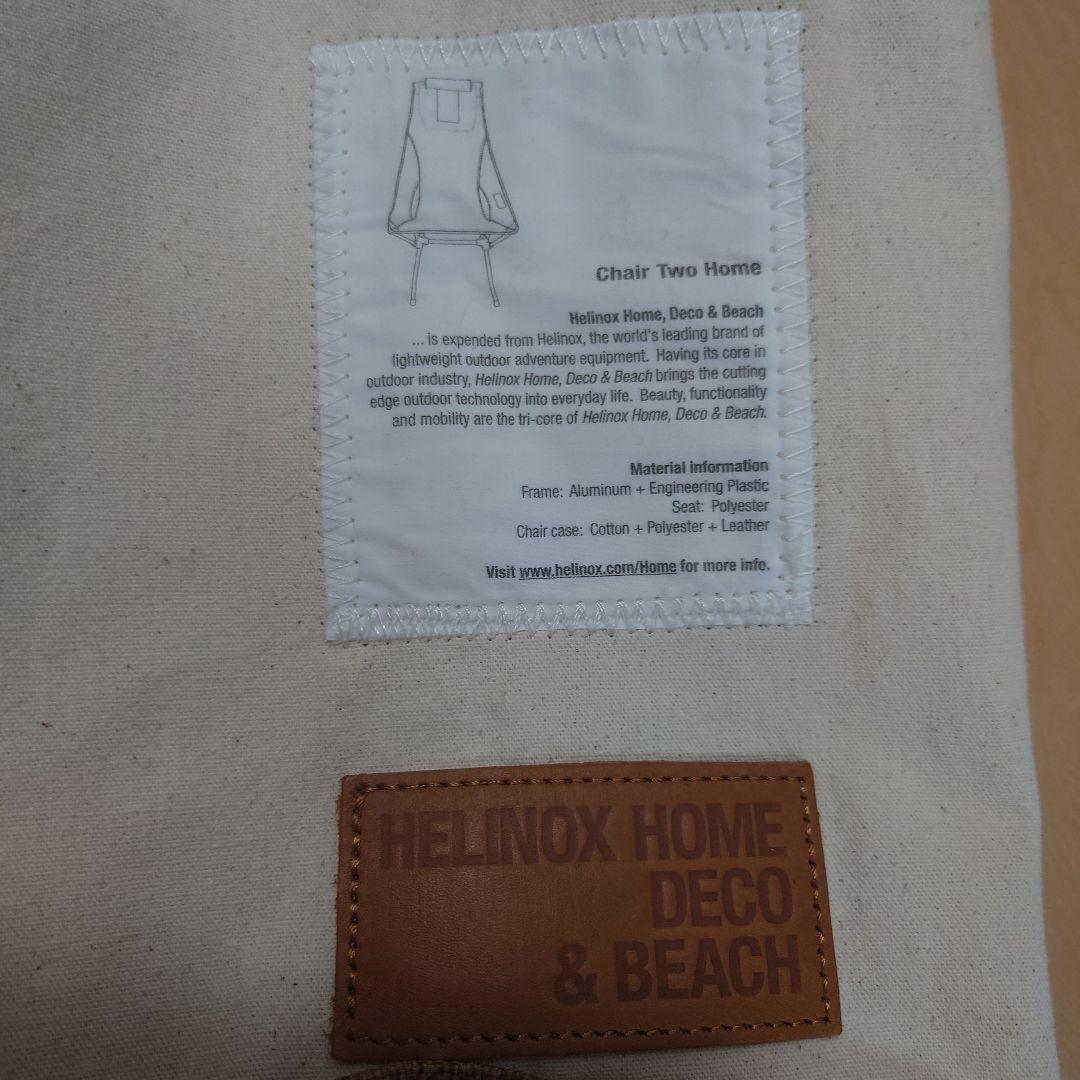 Chair Two Home
Helinox Home, Deco & Beach
... is expended from Helinox, the world's leading brand of
lightweight outdoor adventure equipment. Having its core in
outdoor industry, Helinox Home, Deco & Beach brings the cutting
edge outdoor technology into everyday life. Beauty, functionality
and mobility are the tri-core of Helinox Home, Deco & Beach.
Material information
Frame: Aluminum + Engineering Plastic
Seat: Polyester
Chair case: Cotton + Polyester + Leather
Visit www.helinox.com/Home for more info.
HELINOX HOME
DECO
& BEACH